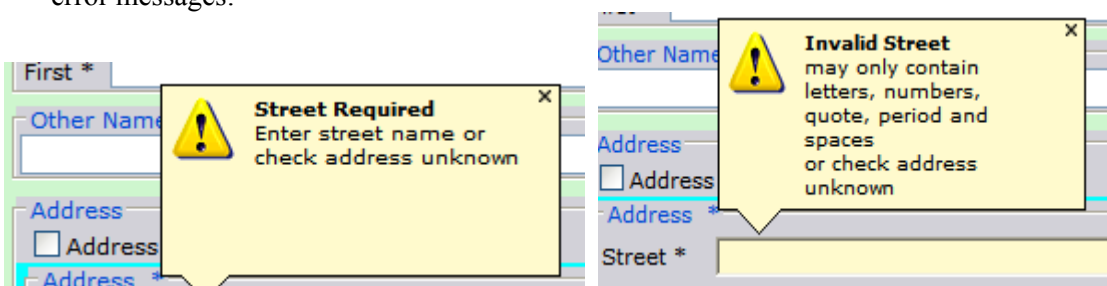 error messages:
First *
Other Name
Street Required
Enter street name or
check address unknown
x
Address
Address
Address *
Other Name
Invalid Street
may only contain
letters, numbers,
quote, period and
spaces
or check address
unknown
x
Address
Address
Address *
Street *